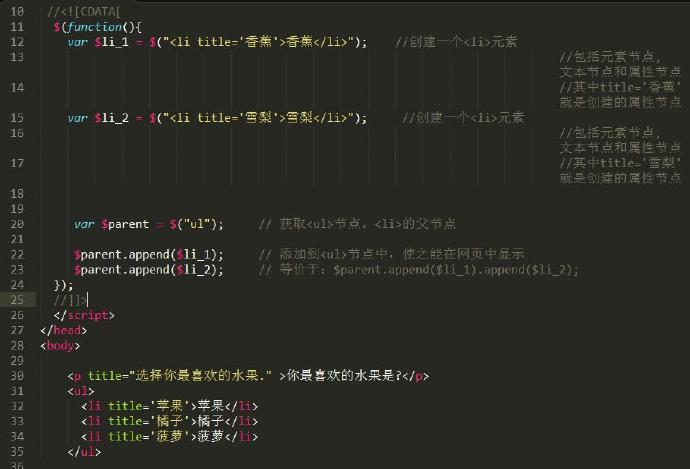 10 //<![CDATA[
11 $(function(){
12 var $li_1 = $("<li title='香蕉'>香蕉</li>"); //创建一个<li>元素
13 //包括元素节点,
文本节点和属性节点
14 //其中title='香蕉'
就是创建的属性节点
15 var $li_2 = $("<li title='雪梨'>雪梨</li>"); //创建一个<li>元素
16 //包括元素节点,
文本节点和属性节点
17 //其中title='雪梨'
就是创建的属性节点
18
19
20 var $parent = $("ul"); // 获取<ul>节点。<li>的父节点
21
22 $parent.append($li_1); // 添加到<ul>节点中，使之能在网页中显示
23 $parent.append($li_2); // 等价于：$parent.append($li_1).append($li_2);
24 });
25 //]]>
26 </script>
27 </head>
28 <body>
29
30 <p title="选择你最喜欢的水果." >你最喜欢的水果是?</p>
31 <ul>
32 <li title='苹果'>苹果</li>
33 <li title='橘子'>橘子</li>
34 <li title='菠萝'>菠萝</li>
35 </ul>
36